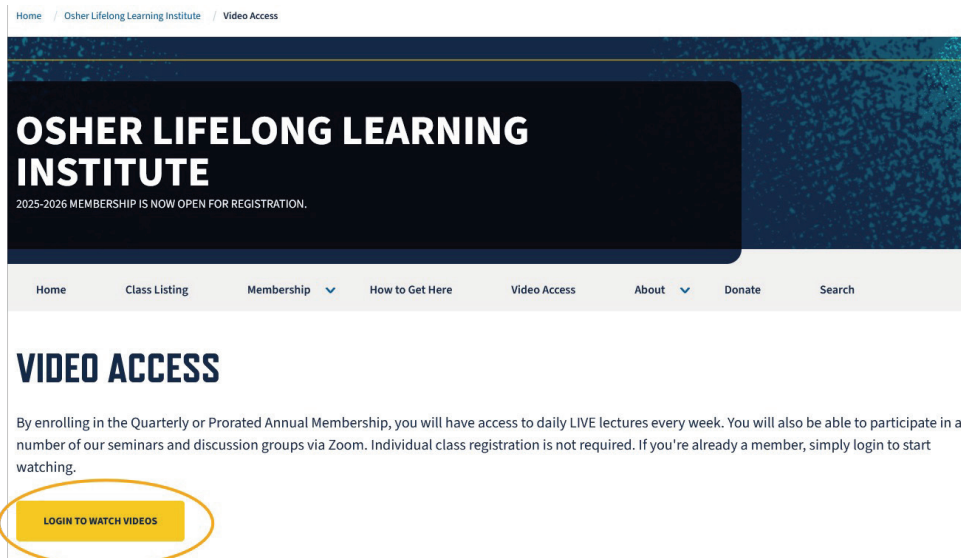 Home / Osher Lifelong Learning Institute / Video Access
OSHER LIFELONG LEARNING
INSTITUTE
2025-2026 MEMBERSHIP IS NOW OPEN FOR REGISTRATION.
Home Class Listing Membership How to Get Here Video Access About Donate Search
VIDEO ACCESS
By enrolling in the Quarterly or Prorated Annual Membership, you will have access to daily LIVE lectures every week. You will also be able to participate in a
number of our seminars and discussion groups via Zoom. Individual class registration is not required. If you're already a member, simply login to start
watching.
LOGIN TO WATCH VIDEOS